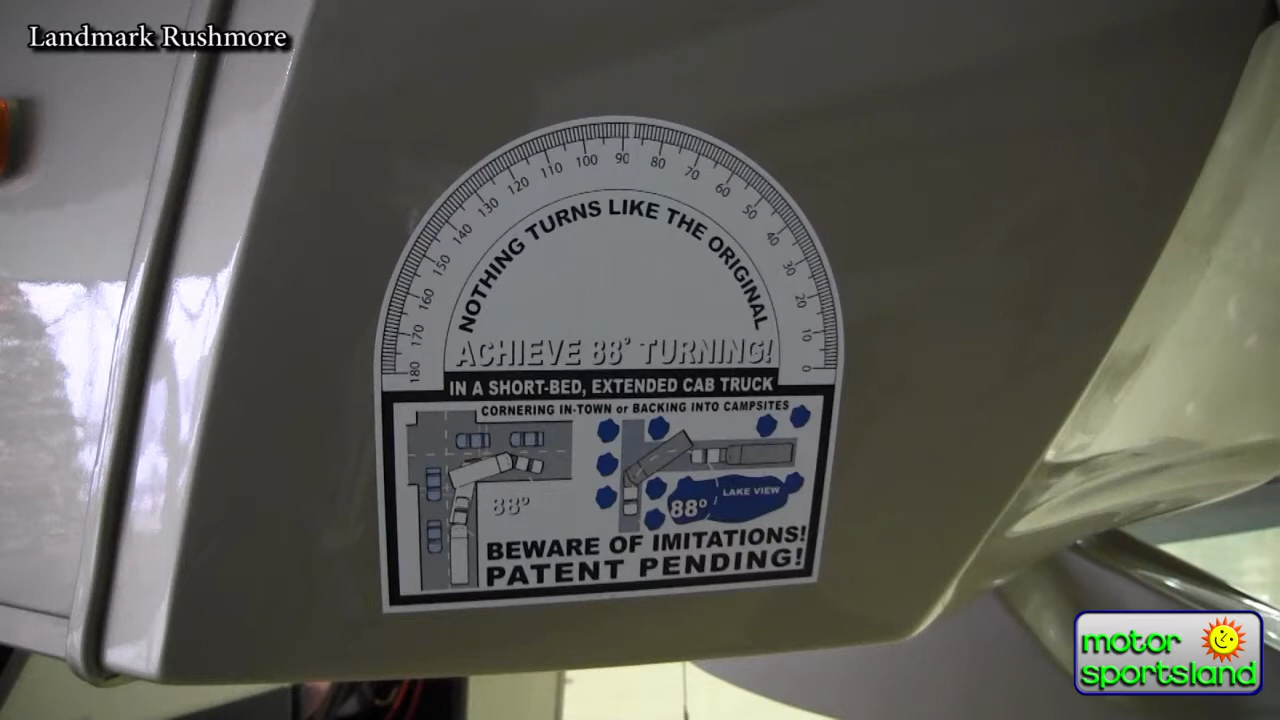 Landmark Rushmore
180 170 160 150 140 130 120 110 100 90 80 70 60 50 40 30 20 10 0
NOTHING TURNS LIKE THE ORIGINAL
ACHIEVE 88° TURNING!
IN A SHORT-BED, EXTENDED CAB TRUCK
CORNERING IN-TOWN or BACKING INTO CAMPSITES
88º
88º
LAKE VIEW
BEWARE OF IMITATIONS!
PATENT PENDING!
motor
sportsland